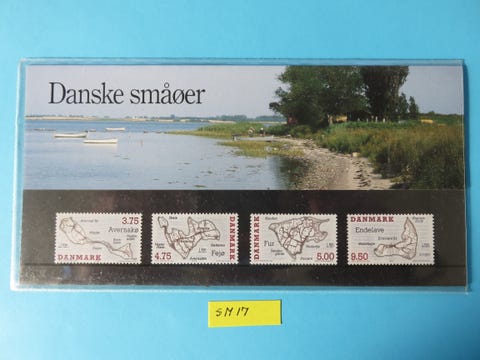 Danske småøer
3.75
Avernakø
DANMARK
4.75
Fejø
DANMARK
Fur
5.00
DANMARK
DANMARK
Endelave
9.50
SM17